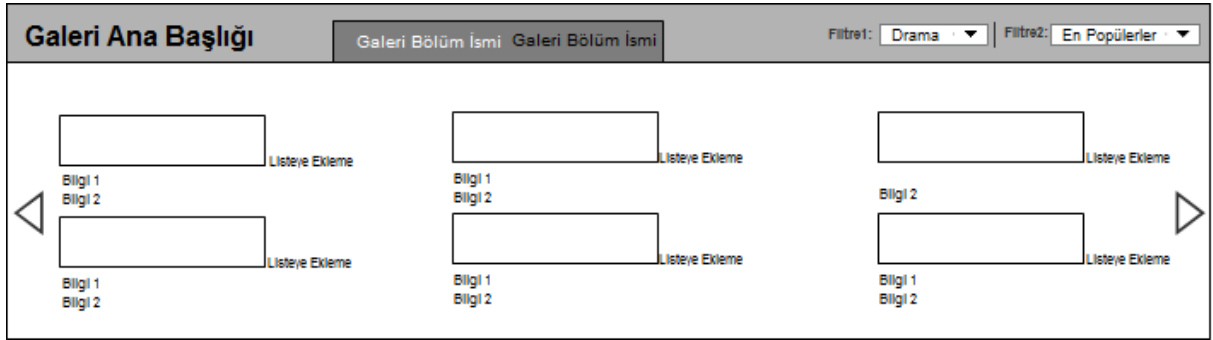 Galeri Ana Başlığı
Galeri Bölüm İsmi Galeri Bölüm İsmi
Filtre1: Drama
Filtre2: En Popülerler
Listeye Ekleme
Bilgi 1
Bilgi 2
Listeye Ekleme
Bilgi 1
Bilgi 2
Listeye Ekleme
Bilgi 2
Listeye Ekleme
Bilgi 1
Bilgi 2
Listeye Ekleme
Bilgi 1
Bilgi 2
Listeye Ekleme
Bilgi 1
Bilgi 2